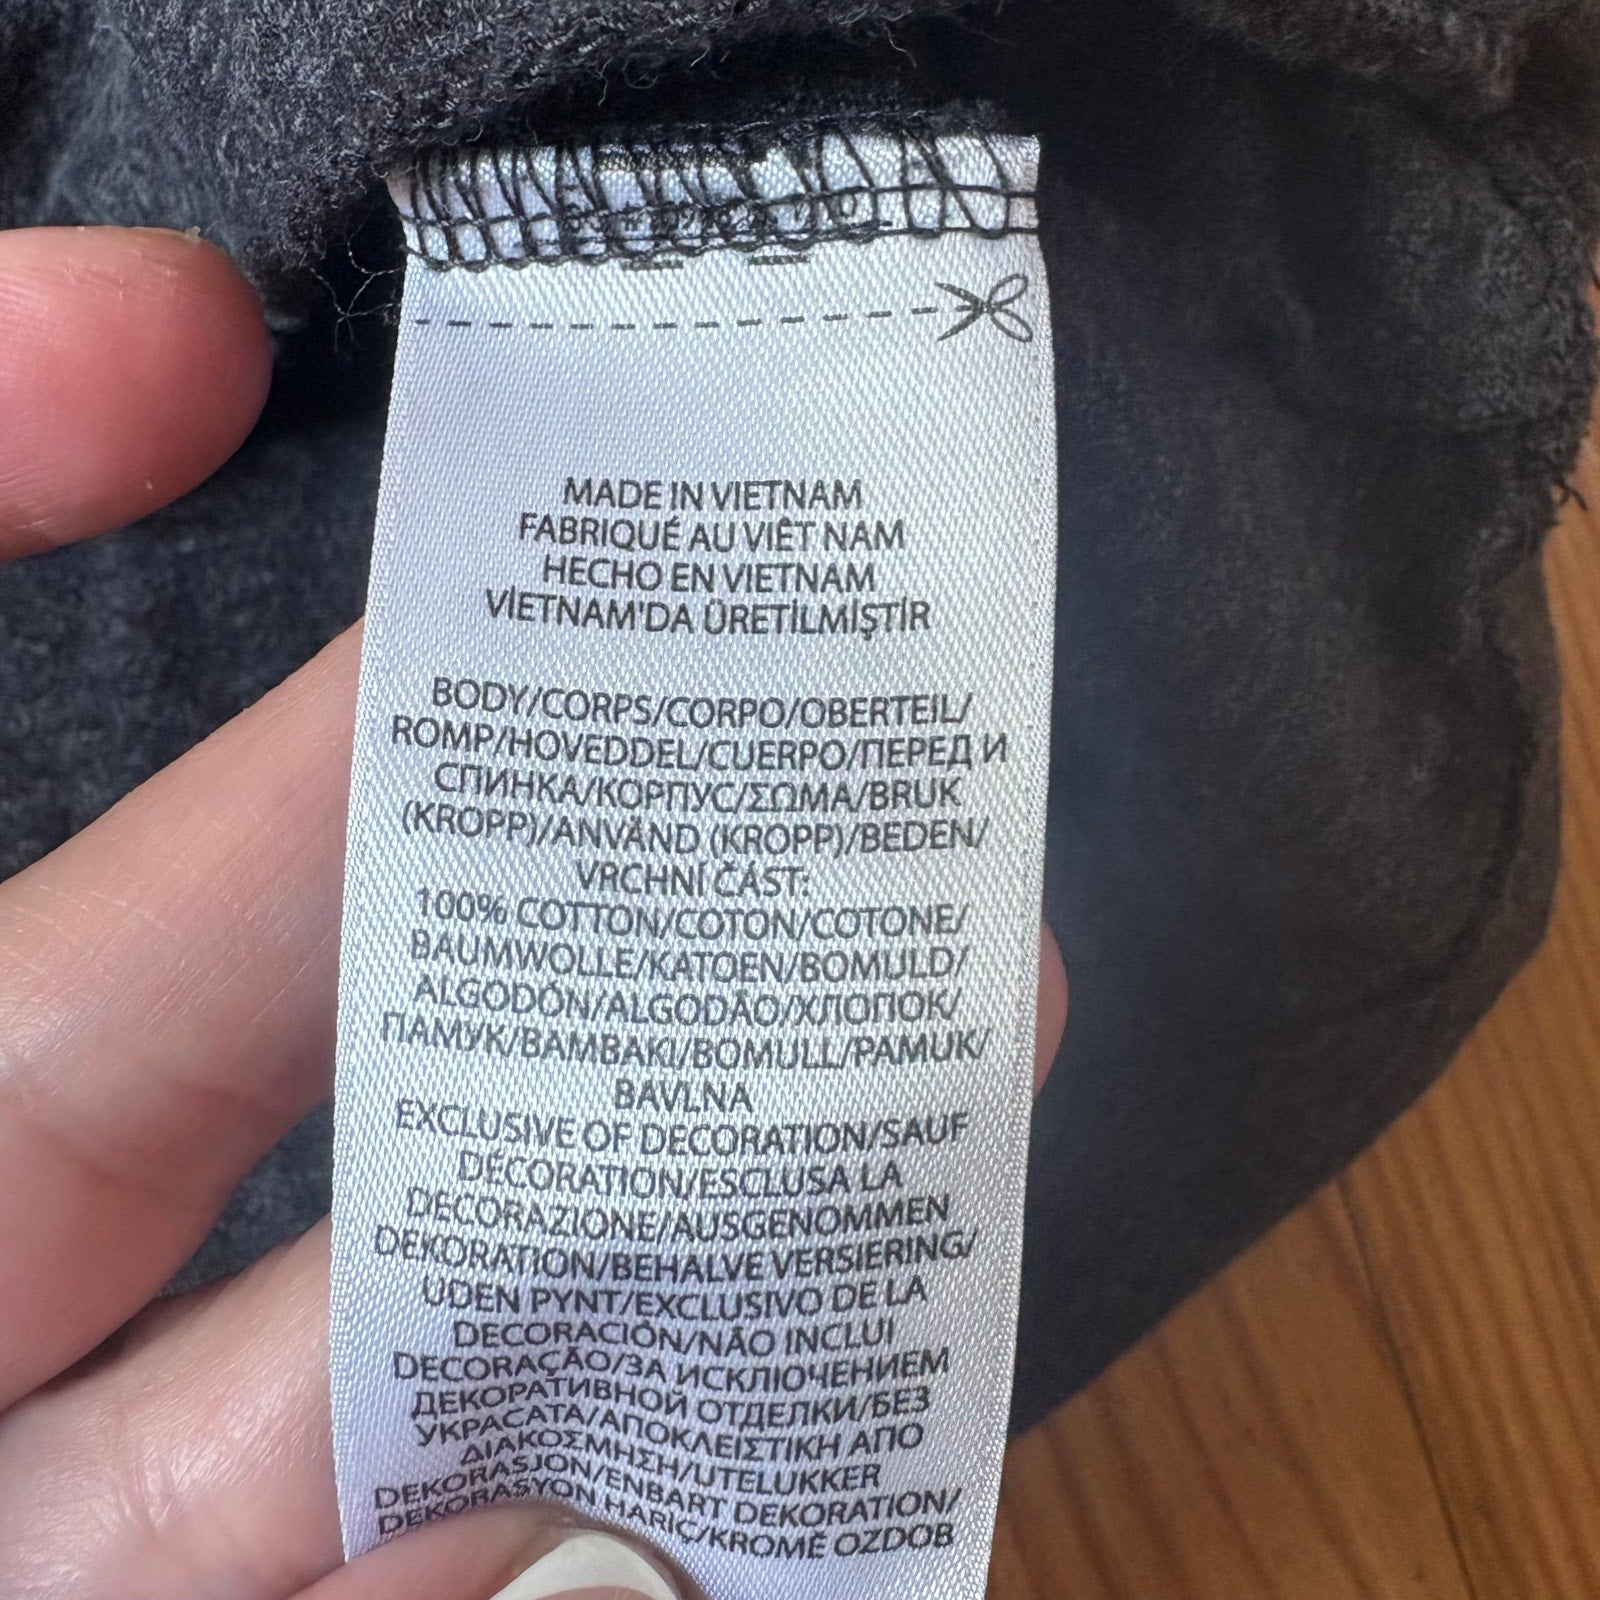 MADE IN VIETNAM
FABRIQUÉ AU VIÊT NAM
HECHO EN VIETNAM
VİETNAM'DA ÜRETİLMİŞTİR
BODY/CORPS/CORPO/OBERTEIL/
ROMP/HOVEDDEL/CUERPO/ПЕРЕД И
СПИНКА/КОРПУС/ΣΩΜΑ/BRUK
(KROPP)/ANVÄND (KROPP)/BEDEN/
VRCHNÍ ČÁST:
100% COTTON/COTON/COTONE/
BAUMWOLLE/KATOEN/BOMULD/
ALGODÓN/ALGODÃO/ХЛОПОК/
ПАМУК/BAMBAKI/BOMULL/PAMUK/
BAVLNA
EXCLUSIVE OF DECORATION/SAUF
DÉCORATION/ESCLUSA LA
DECORAZIONE/AUSGENOMMEN
DEKORATION/BEHALVE VERSIERING/
UDEN PYNT/EXCLUSIVO DE LA
DECORACIÓN/NÃO INCLUI
DECORAÇÃO/ЗА ИСКЛЮЧЕНИЕМ
ДЕКОРАТИВНОЙ ОТДЕЛКИ/БЕЗ
УКРАСАТА/ΑΠΟΚΛΕΙΣΤΙΚΗ ΑΠΟ
ΔΙΑΚΟΣΜΗΣΗ/UTELUKKER
DEKORASJON/ENBART DEKORATION/
DEKORASYON HARİÇ/KROMĚ OZDOB